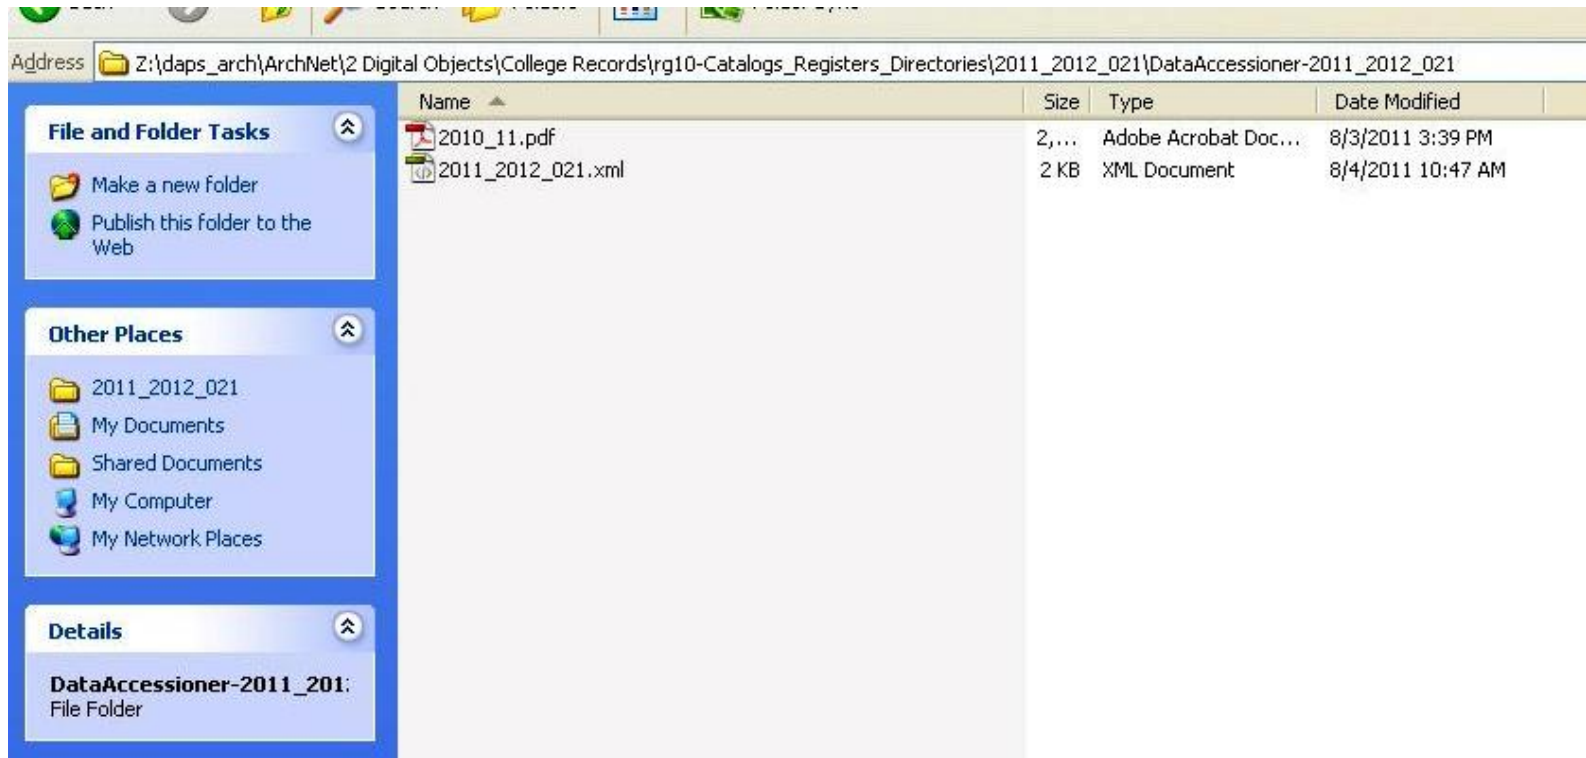 Address Z:\daps_arch\ArchNet\2 Digital Objects\College Records\rg10-Catalogs_Registers_Directories\2011_2012_021\DataAccessioner-2011_2012_021
Name Size Type Date Modified
File and Folder Tasks
Make a new folder
Publish this folder to the
Web
Other Places
2011_2012_021
My Documents
Shared Documents
My Computer
My Network Places
Details
DataAccessioner-2011_201
File Folder
2010_11.pdf 2,... Adobe Acrobat Doc... 8/3/2011 3:39 PM
2011_2012_021.xml 2 KB XML Document 8/4/2011 10:47 AM